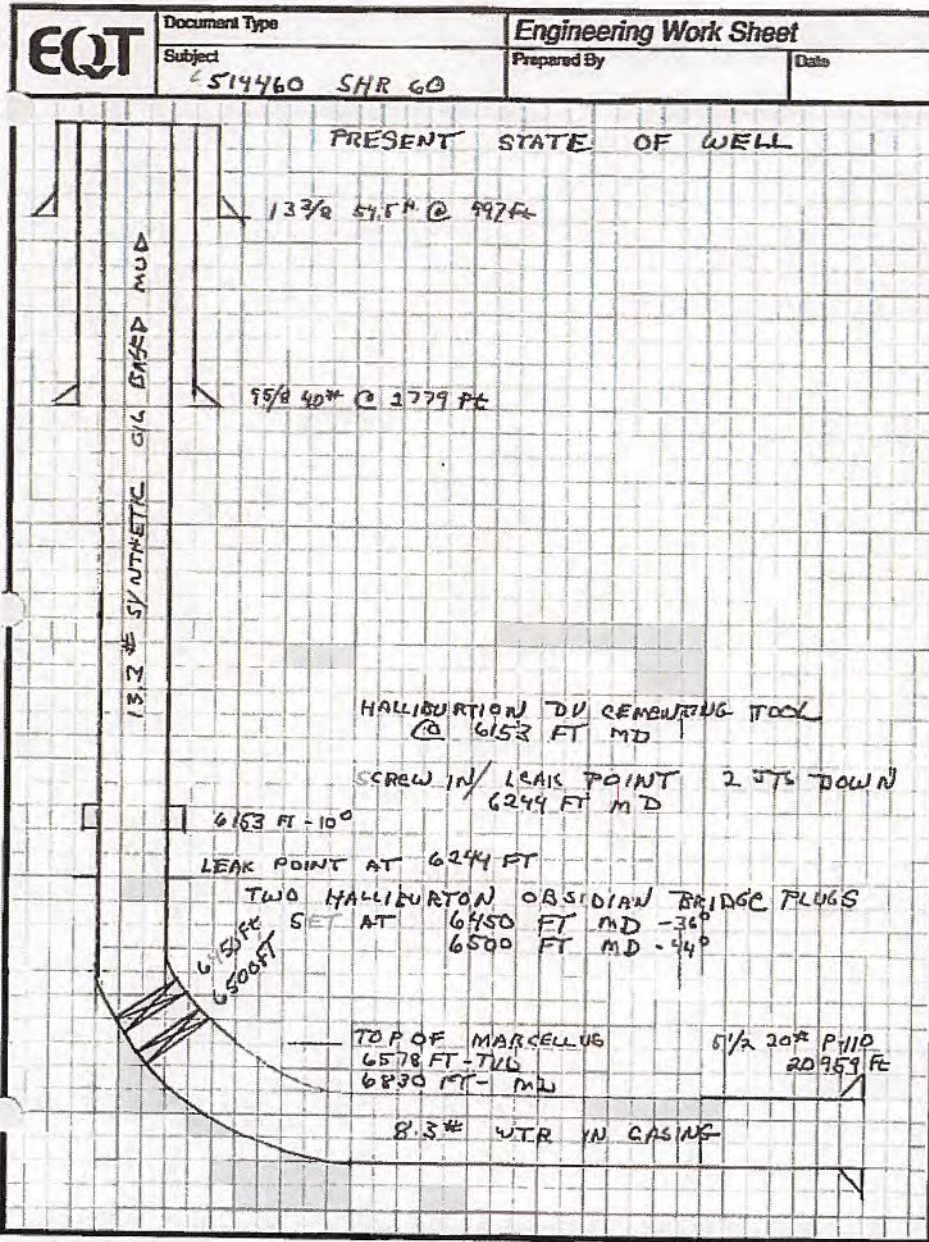 EQT
Document Type
Engineering Work Sheet
Subject
514460 SHR 60
Prepared By
Date
PRESENT STATE OF WELL
13 3/8 54.5# @ 997 ft
9 5/8 40# @ 2779 ft
13.2 # SYNTHETIC OIL BASED MUD
HALLIBURTION DV CEMENTING TOOL
@ 6153 FT MD
SCREW IN/ LEAK POINT 2 JTS DOWN
6244 FT MD
6153 FT - 10°
LEAK POINT AT 6244 FT
TWO HALLIBURTON OBSIDIAN BRIDGE PLUGS
SET AT 6450 FT MD - 36°
6500 FT MD - 44°
6450 ft
6500 FT
TOP OF MARCELLUS
6578 FT - TVD
6830 FT - MD
5 1/2 20# P110
20959 ft
8.3# WTR IN CASING